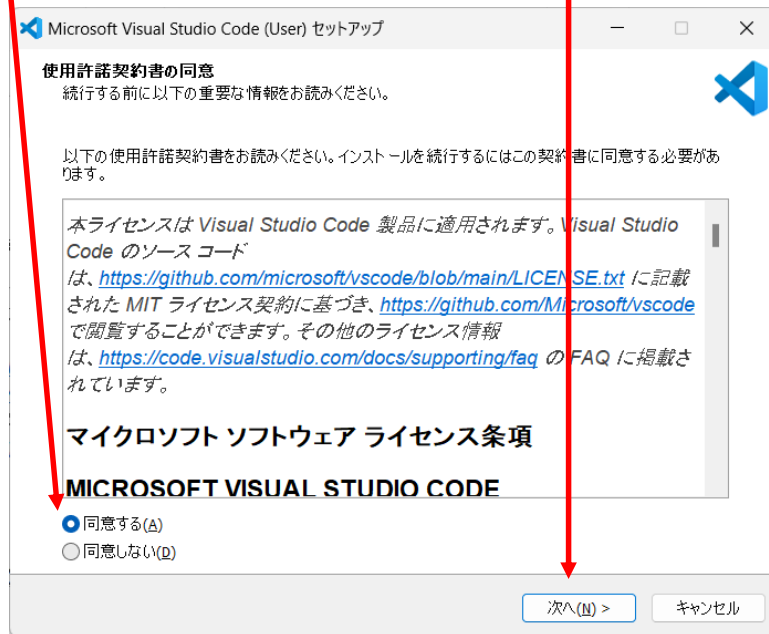 Microsoft Visual Studio Code (User) セットアップ
使用許諾契約書の同意
続行する前に以下の重要な情報をお読みください。
以下の使用許諾契約書をお読みください。インストールを続行するにはこの契約書に同意する必要があ
ります。
本ライセンスは Visual Studio Code 製品に適用されます。Visual Studio
Code のソース コード
は、https://github.com/microsoft/vscode/blob/main/LICENSE.txt に記載
された MIT ライセンス契約に基づき、https://github.com/Microsoft/vscode
で閲覧することができます。その他のライセンス情報
は、https://code.visualstudio.com/docs/supporting/faq の FAQ に掲載さ
れています。
マイクロソフト ソフトウェア ライセンス条項
MICROSOFT VISUAL STUDIO CODE
同意する(A)
同意しない(D)
次へ(N) >
キャンセル